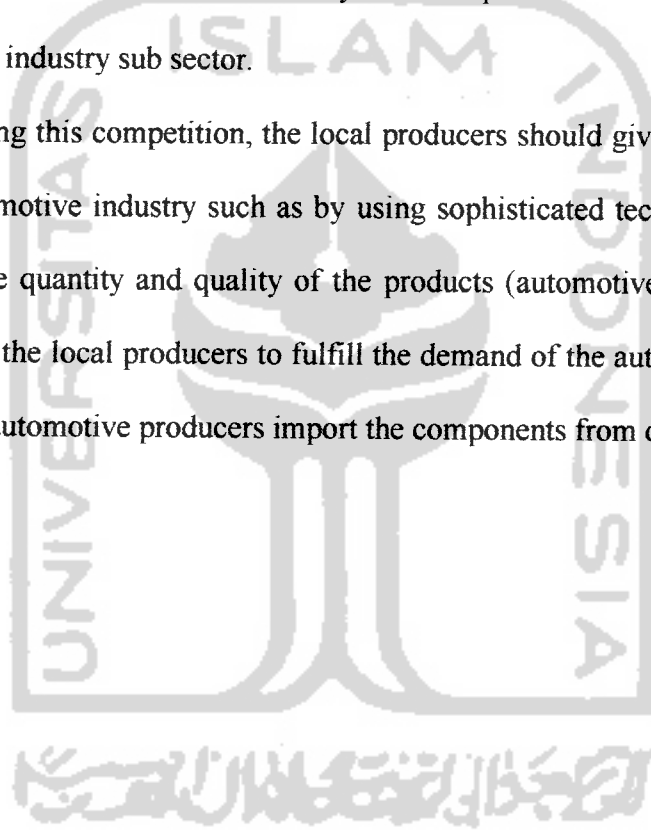 industry sub sector.
ng this competition, the local producers should giv
motive industry such as by using sophisticated tec
e quantity and quality of the products (automotive
the local producers to fulfill the demand of the aut
automotive producers import the components from
ISLAM
UNIVERSITAS
INDONESIA